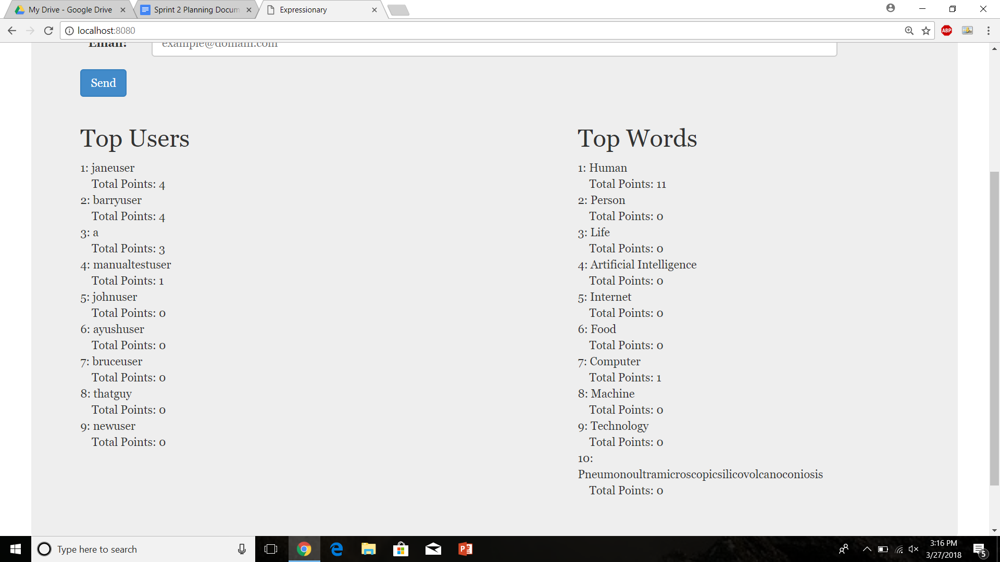 My Drive - Google Drive
Sprint 2 Planning Docum
Expressionary
localhost:8080
ABP
Email:
example@domain.com
Send
Top Users
1: janeuser
Total Points: 4
2: barryuser
Total Points: 4
3: a
Total Points: 3
4: manualtestuser
Total Points: 1
5: johnuser
Total Points: 0
6: ayushuser
Total Points: 0
7: bruceuser
Total Points: 0
8: thatguy
Total Points: 0
9: newuser
Total Points: 0
Top Words
1: Human
Total Points: 11
2: Person
Total Points: 0
3: Life
Total Points: 0
4: Artificial Intelligence
Total Points: 0
5: Internet
Total Points: 0
6: Food
Total Points: 0
7: Computer
Total Points: 1
8: Machine
Total Points: 0
9: Technology
Total Points: 0
10:
Pneumonoultramicroscopicsilicovolcanoconiosis
Total Points: 0
Type here to search
3:16 PM
3/27/2018
5